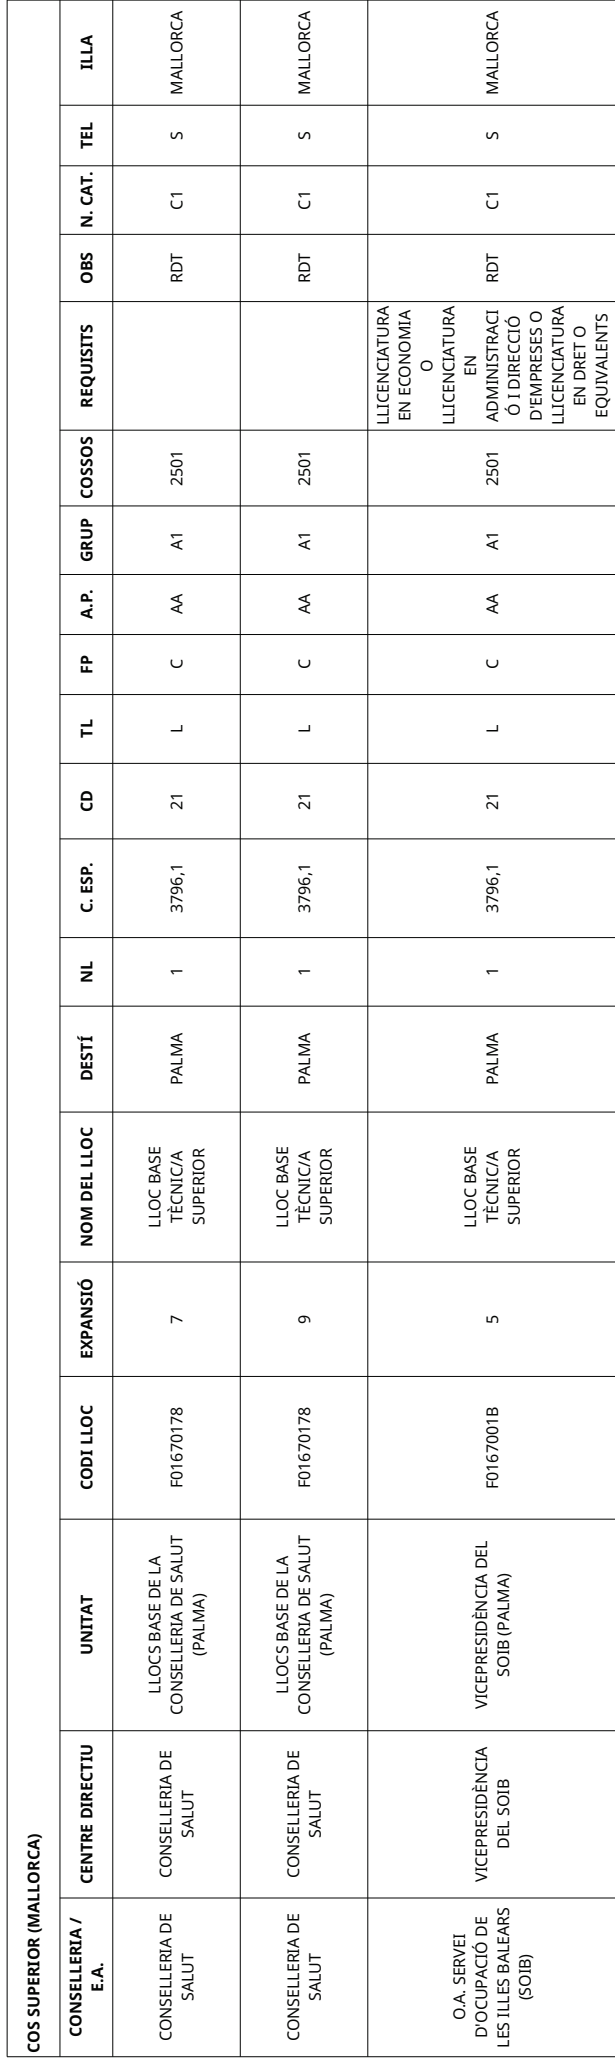 COS SUPERIOR (MALLORCA)
CONSELLERIA /
E.A.
CENTRE DIRECTIU
UNITAT
CODI LLOC
EXPANSIÓ
NOM DEL LLOC
DESTÍ
NL
C. ESP.
CD
TL
FP
A.P.
GRUP
COSSOS
REQUISITS
OBS
N. CAT.
TEL
ILLA
CONSELLERIA DE
SALUT
CONSELLERIA DE
SALUT
LLOCS BASE DE LA
CONSELLERIA DE SALUT
(PALMA)
F01670178
7
LLOC BASE
TÈCNIC/A
SUPERIOR
PALMA
1
3796,1
21
L
C
AA
A1
2501
RDT
C1
S
MALLORCA
CONSELLERIA DE
SALUT
CONSELLERIA DE
SALUT
LLOCS BASE DE LA
CONSELLERIA DE SALUT
(PALMA)
F01670178
9
LLOC BASE
TÈCNIC/A
SUPERIOR
PALMA
1
3796,1
21
L
C
AA
A1
2501
RDT
C1
S
MALLORCA
O.A. SERVEI
D'OCUPACIÓ DE
LES ILLES BALEARS
(SOIB)
VICEPRESIDÈNCIA
DEL SOIB
VICEPRESIDÈNCIA DEL
SOIB (PALMA)
F0167001B
5
LLOC BASE
TÈCNIC/A
SUPERIOR
PALMA
1
3796,1
21
L
C
AA
A1
2501
LLICENCIATURA
EN ECONOMIA
O
LLICENCIATURA
EN
ADMINISTRACI
Ó I DIRECCIÓ
D'EMPRESES O
LLICENCIATURA
EN DRET O
EQUIVALENTS
RDT
C1
S
MALLORCA